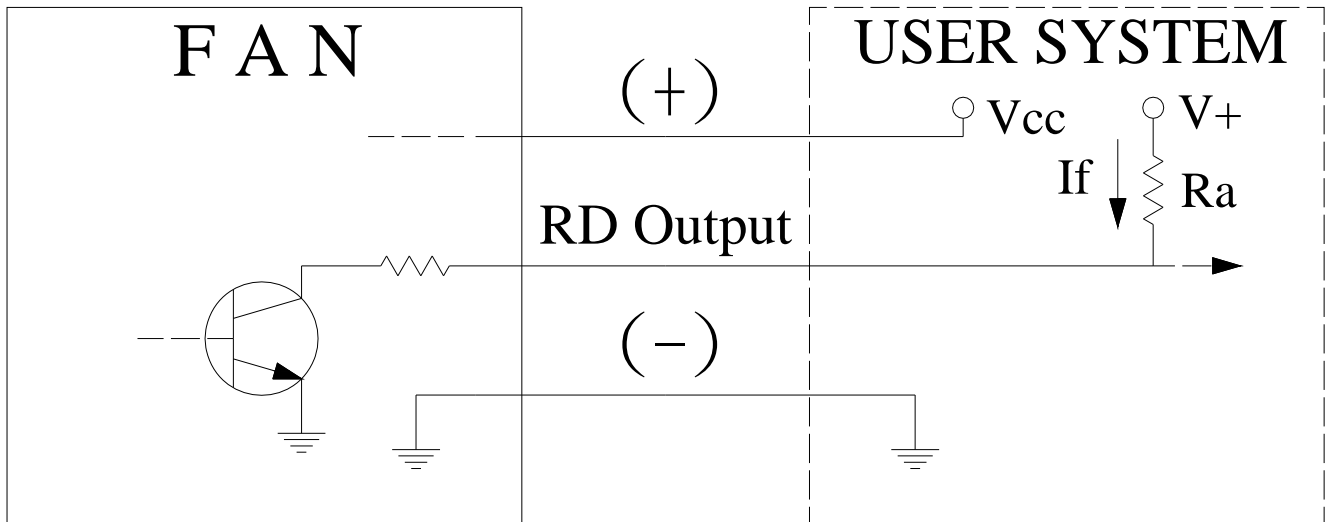 F A N
USER SYSTEM
(+)
Vcc
V+
If
Ra
RD Output
(-)